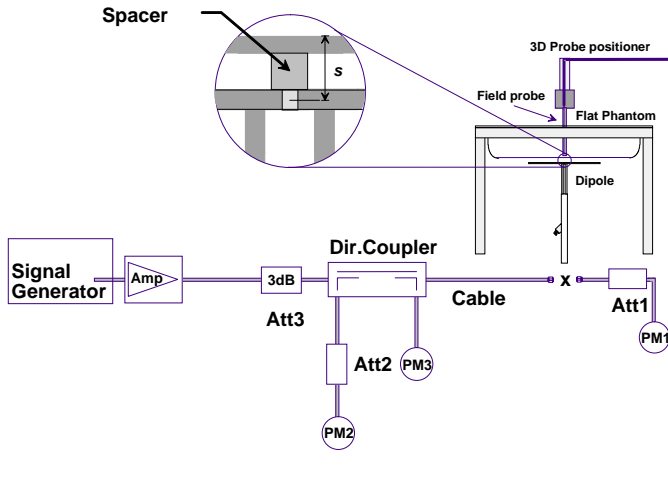 Spacer
s
3D Probe positioner
Field probe
Flat Phantom
Dipole
Dir.Coupler
Signal
Generator
Amp
3dB
Att3
Cable
x
Att1
PM1
Att2
PM3
PM2